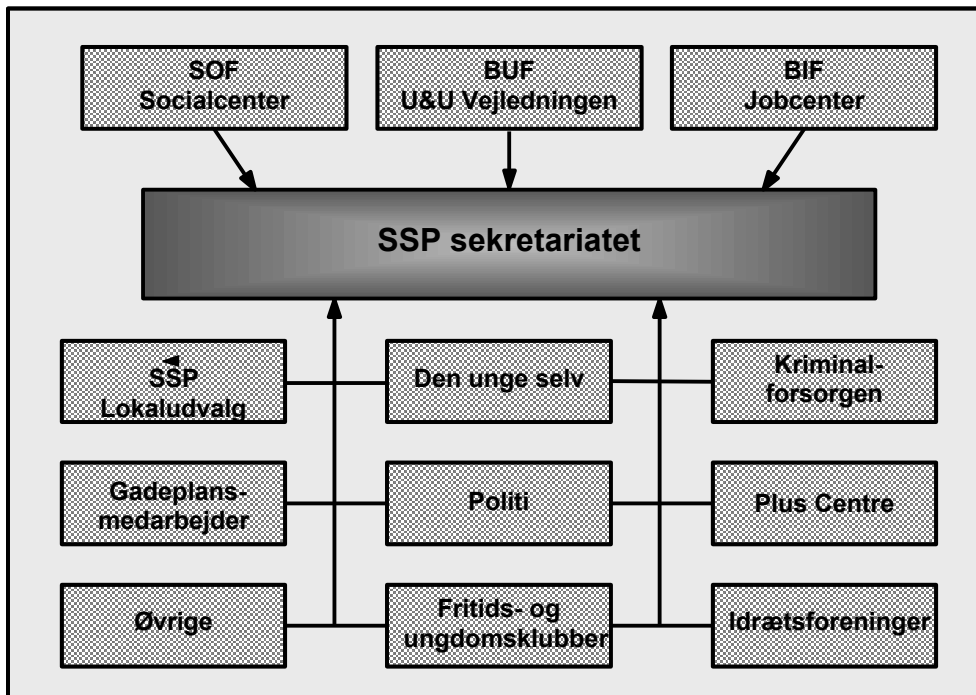 SOF
Socialcenter
BUF
U&U Vejledningen
BIF
Jobcenter
SSP sekretariatet
SSP
Lokaludvalg
Den unge selv
Kriminal-
forsorgen
Gadeplans-
medarbejder
Politi
Plus Centre
Øvrige
Fritids- og
ungdomsklubber
Idrætsforeninger